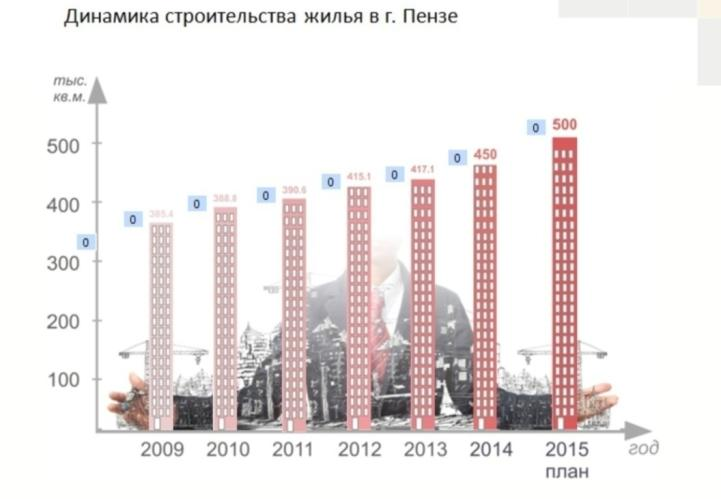 Динамика строительства жилья в г. Пензе
тыс.
кв.м.
500
400
300
200
100
0
0 385.4
0 388.8
0 390.6
0 415.1
0 417.1
0 450
0 500
2009 2010 2011 2012 2013 2014 2015 год
план